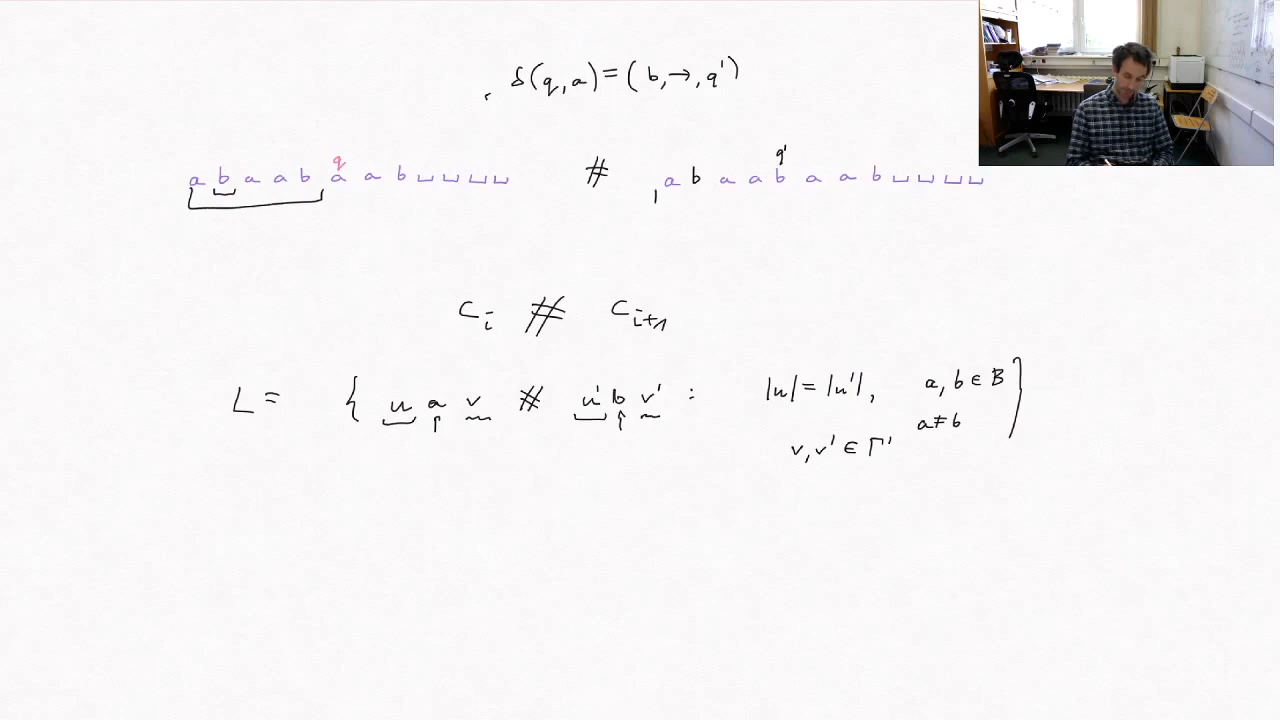 δ(q,a)=(b,→,q')
q
a b a a b a a b ␣ ␣ ␣ ␣ # a b a a b a a b ␣ ␣ ␣ ␣
q'
C_i # C_{i+1}
L = { u a v # u' b v' : |u|=|u'|, a, b ∈ B }
a≠b
v, v' ∈ Γ'